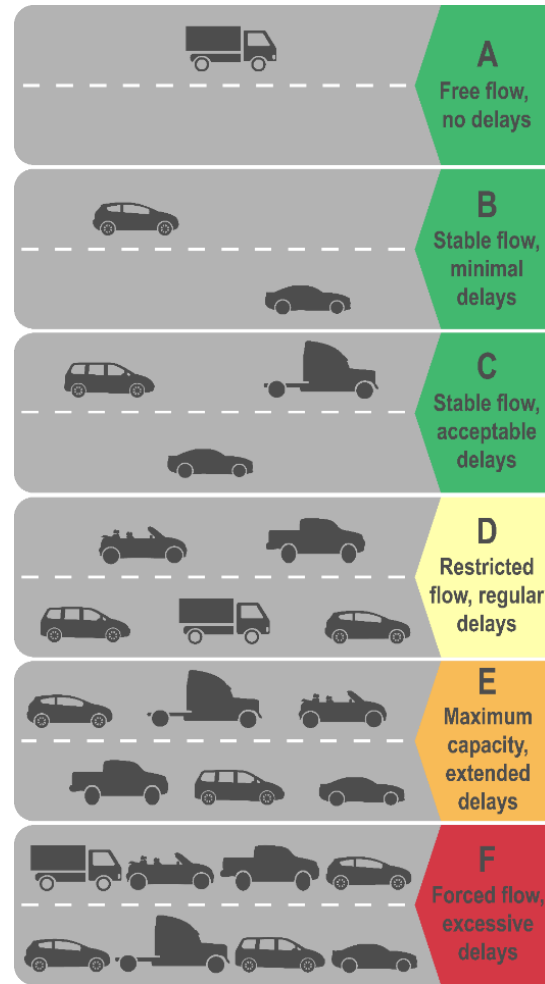 A
Free flow,
no delays
B
Stable flow,
minimal
delays
C
Stable flow,
acceptable
delays
D
Restricted
flow, regular
delays
E
Maximum
capacity,
extended
delays
F
Forced flow,
excessive
delays